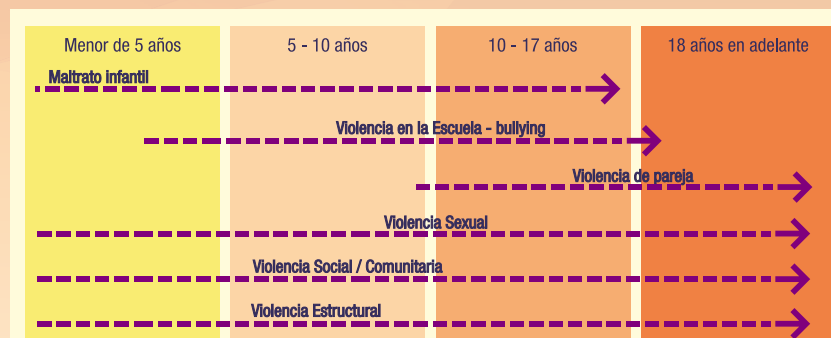 Menor de 5 años
5 - 10 años
10 - 17 años
18 años en adelante
Maltrato infantil
Violencia en la Escuela - bullying
Violencia de pareja
Violencia Sexual
Violencia Social / Comunitaria
Violencia Estructural